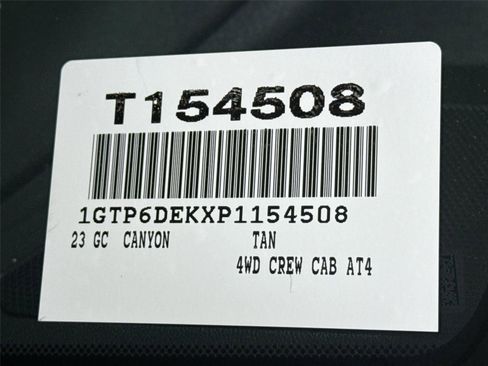 T154508
1GTP6DEKXP1154508
23 GC CANYON TAN
4WD CREW CAB AT4